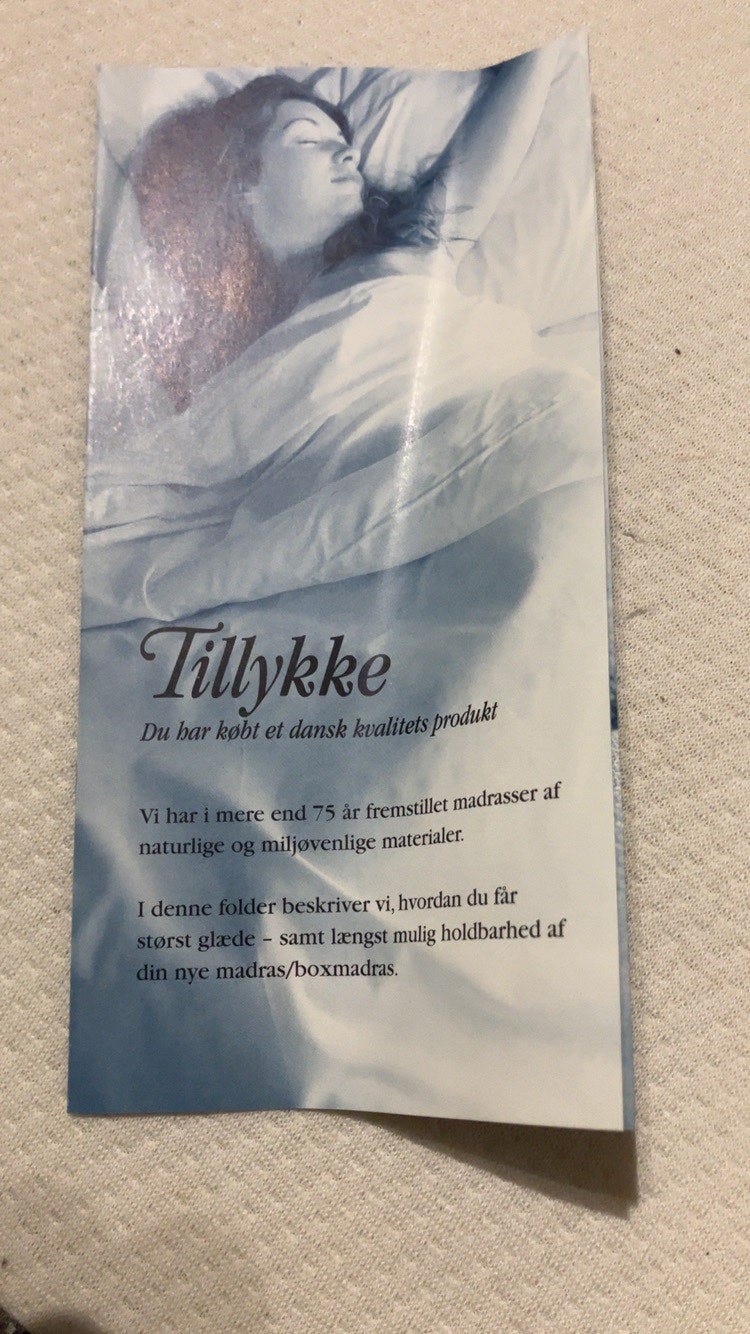 Tillykke
Du har købt et dansk kvalitets produkt
Vi har i mere end 75 år fremstillet madrasser af
naturlige og miljøvenlige materialer.
I denne folder beskriver vi, hvordan du får
størst glæde – samt længst mulig holdbarhed af
din nye madras/boxmadras.